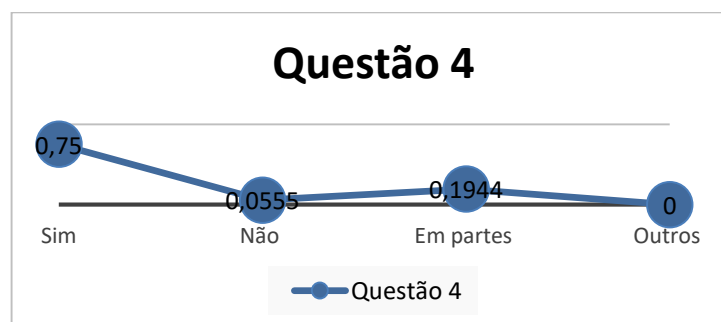 Questão 4
0,75
0,0555
0,1944
0
Sim Não Em partes Outros
Questão 4